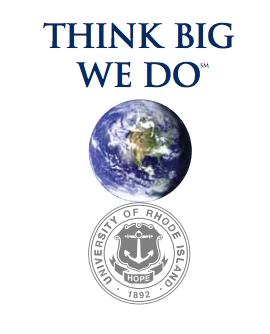 THINK BIG
WE DO℠
UNIVERSITY OF RHODE ISLAND
HOPE
· 1892 ·